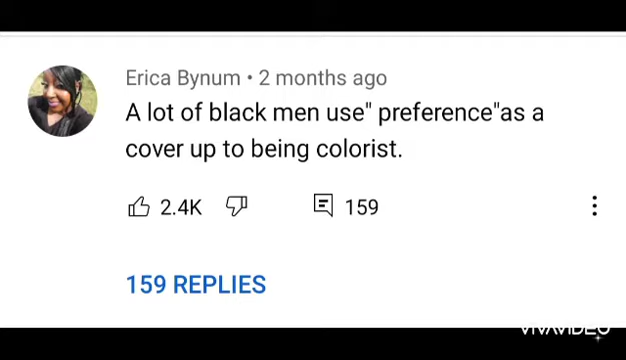 Erica Bynum • 2 months ago
A lot of black men use" preference"as a
cover up to being colorist.
2.4K 159
159 REPLIES
VIVAVIDEO